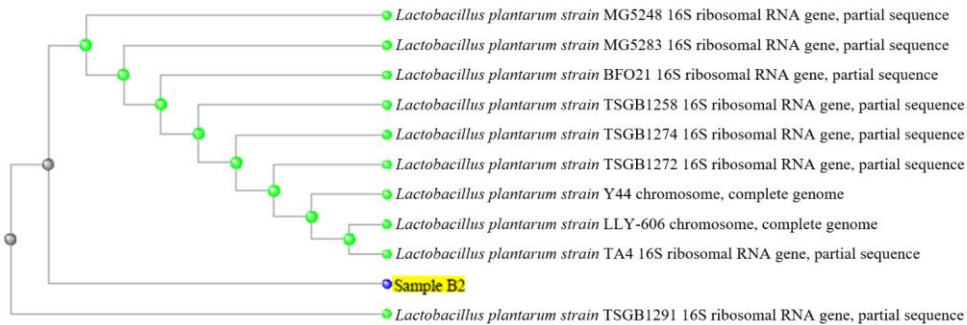 Lactobacillus plantarum strain MG5248 16S ribosomal RNA gene, partial sequence
Lactobacillus plantarum strain MG5283 16S ribosomal RNA gene, partial sequence
Lactobacillus plantarum strain BFO21 16S ribosomal RNA gene, partial sequence
Lactobacillus plantarum strain TSGB1258 16S ribosomal RNA gene, partial sequence
Lactobacillus plantarum strain TSGB1274 16S ribosomal RNA gene, partial sequence
Lactobacillus plantarum strain TSGB1272 16S ribosomal RNA gene, partial sequence
Lactobacillus plantarum strain Y44 chromosome, complete genome
Lactobacillus plantarum strain LLY-606 chromosome, complete genome
Lactobacillus plantarum strain TA4 16S ribosomal RNA gene, partial sequence
Sample B2
Lactobacillus plantarum strain TSGB1291 16S ribosomal RNA gene, partial sequence